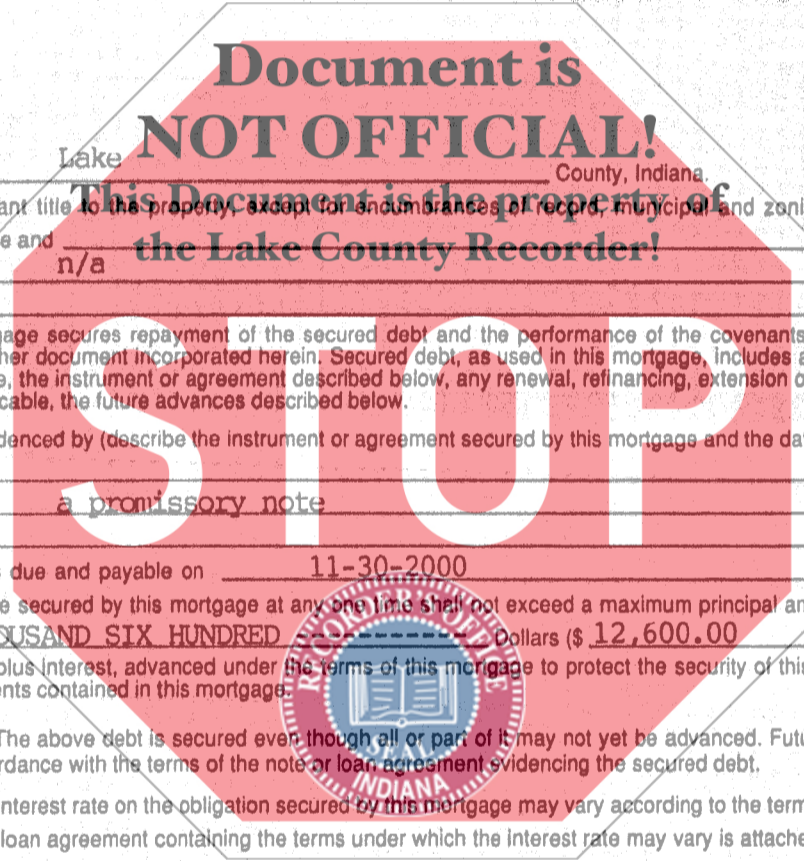 Document is
NOT OFFICIAL!
Lake
County, Indiana.
This Document is the property of
ant title to the property, except for encumbrances of record, municipal and zoni
the Lake County Recorder!
e and
n/a
STOP
age secures repayment of the secured debt and the performance of the covenants
her document incorporated herein. Secured debt, as used in this mortgage, includes a
e, the instrument or agreement described below, any renewal, refinancing, extension o
cable, the future advances described below.
denced by (describe the instrument or agreement secured by this mortgage and the da
a promissory note
due and payable on 11-30-2000
e secured by this mortgage at any one time shall not exceed a maximum principal am
OUSAND SIX HUNDRED ------------ Dollars ($ 12,600.00
plus interest, advanced under the terms of this mortgage to protect the security of this
nts contained in this mortgage.
RECORDER'S OFFICE
SEAL
INDIANA
The above debt is secured even though all or part of it may not yet be advanced. Futu
rdance with the terms of the note or loan agreement evidencing the secured debt.
nterest rate on the obligation secured by this mortgage may vary according to the term
loan agreement containing the terms under which the interest rate may vary is attache